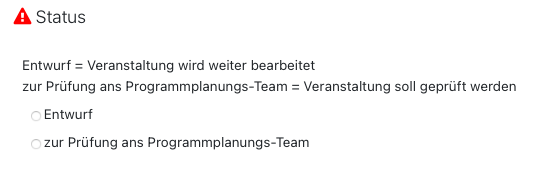 Status
Entwurf = Veranstaltung wird weiter bearbeitet
zur Prüfung ans Programmplanungs-Team = Veranstaltung soll geprüft werden
Entwurf
zur Prüfung ans Programmplanungs-Team